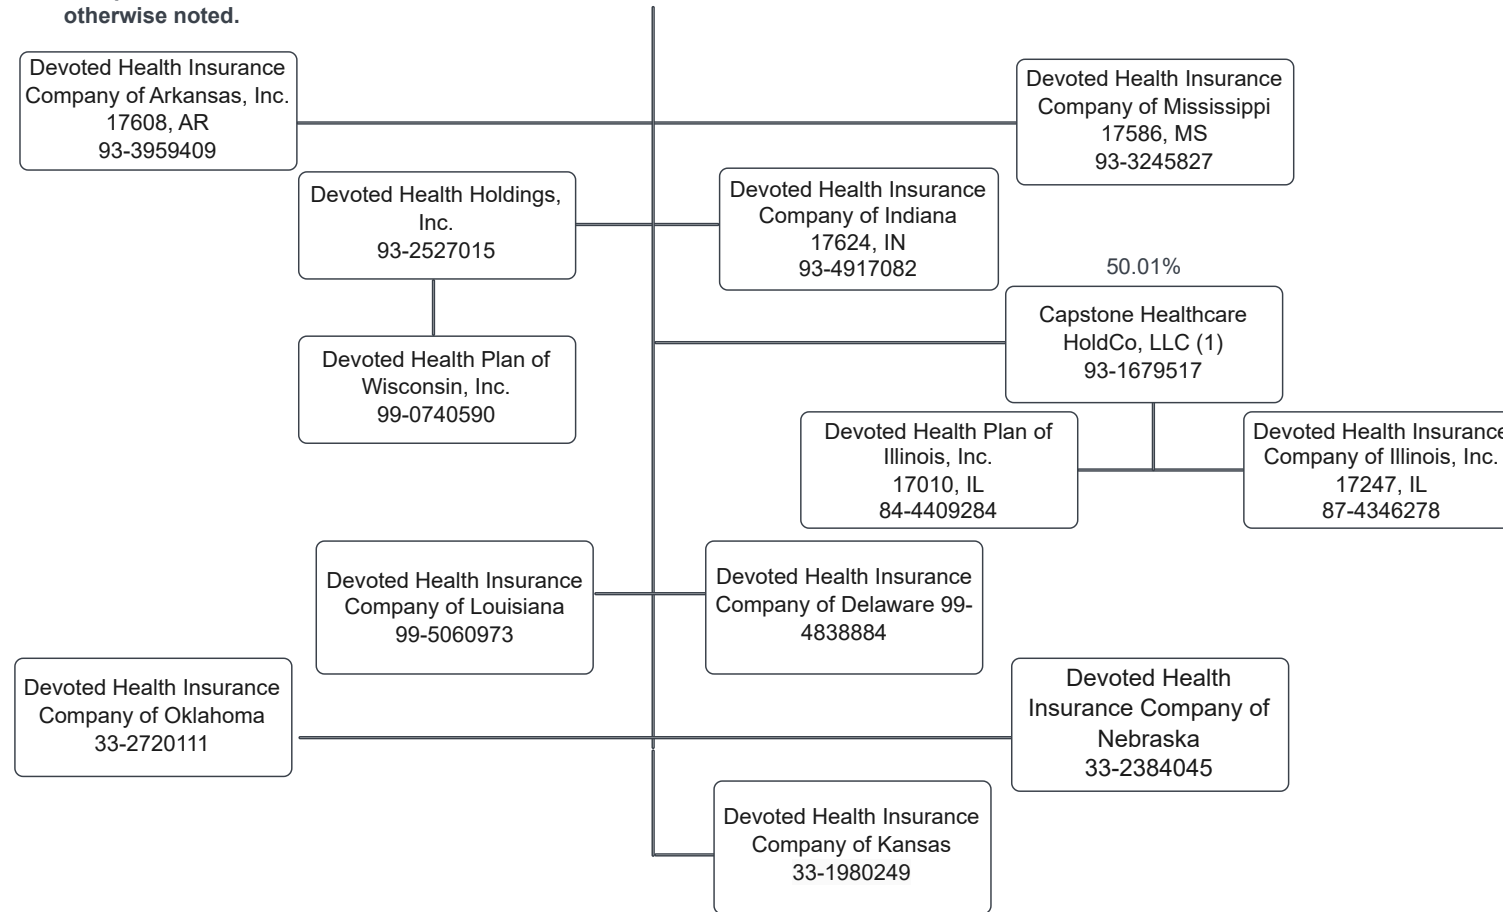 otherwise noted.
Devoted Health Insurance
Company of Arkansas, Inc.
17608, AR
93-3959409
Devoted Health Insurance
Company of Mississippi
17586, MS
93-3245827
Devoted Health Holdings,
Inc.
93-2527015
Devoted Health Insurance
Company of Indiana
17624, IN
93-4917082
50.01%
Capstone Healthcare
HoldCo, LLC (1)
93-1679517
Devoted Health Plan of
Wisconsin, Inc.
99-0740590
Devoted Health Plan of
Illinois, Inc.
17010, IL
84-4409284
Devoted Health Insurance
Company of Illinois, Inc.
17247, IL
87-4346278
Devoted Health Insurance
Company of Louisiana
99-5060973
Devoted Health Insurance
Company of Delaware 99-
4838884
Devoted Health Insurance
Company of Oklahoma
33-2720111
Devoted Health
Insurance Company of
Nebraska
33-2384045
Devoted Health Insurance
Company of Kansas
33-1980249